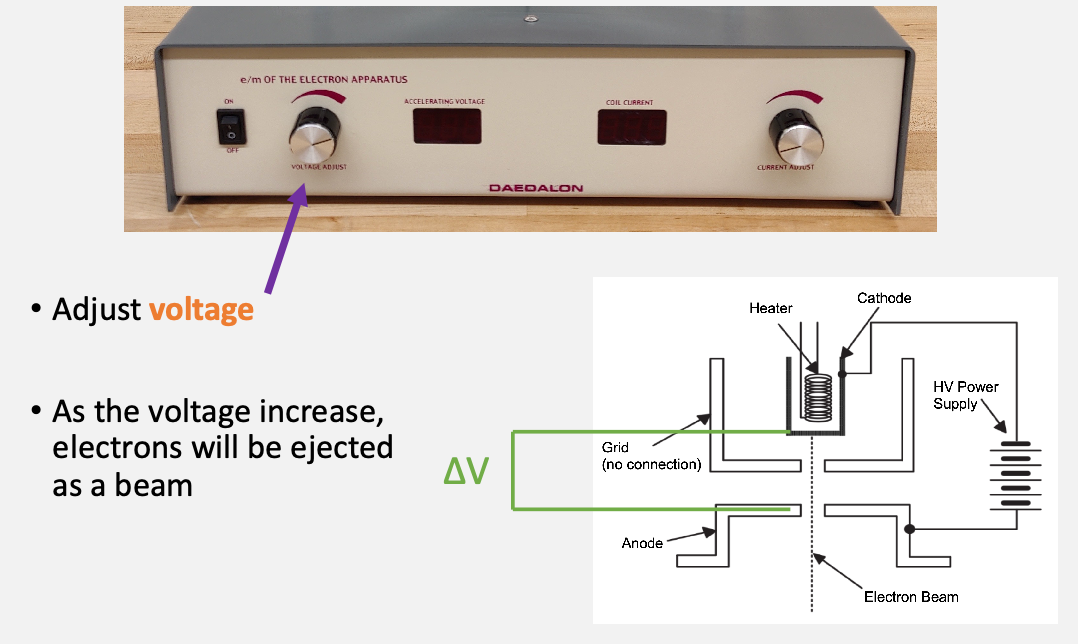 e/m OF THE ELECTRON APPARATUS
ON
OFF
VOLTAGE ADJUST
ACCELERATING VOLTAGE
COIL CURRENT
CURRENT ADJUST
DAEDALON
• Adjust voltage
• As the voltage increase,
electrons will be ejected
as a beam
ΔV
Heater
Cathode
HV Power
Supply
Grid
(no connection)
Anode
Electron Beam